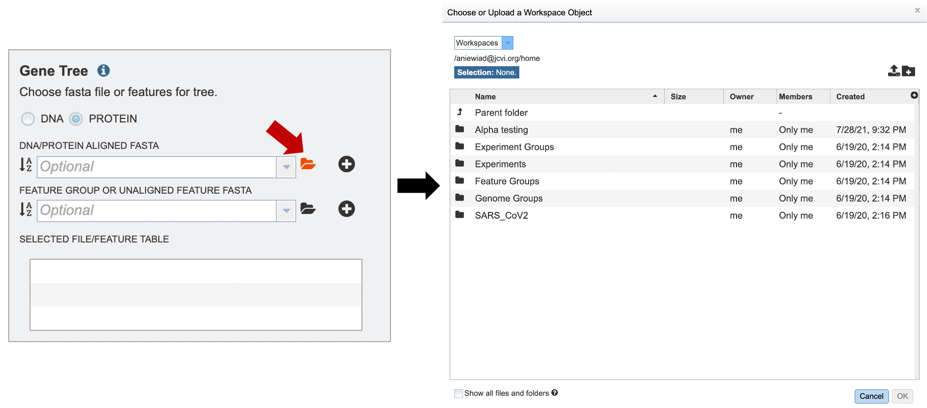 Choose or Upload a Workspace Object
x
Gene Tree i
Choose fasta file or features for tree.
DNA PROTEIN
DNA/PROTEIN ALIGNED FASTA
Optional
FEATURE GROUP OR UNALIGNED FEATURE FASTA
Optional
SELECTED FILE/FEATURE TABLE
Workspaces
/aniewiad@jcvi.org/home
Selection: None.
Name Size Owner Members Created
Parent folder -
Alpha testing me Only me 7/28/21, 9:32 PM
Experiment Groups me Only me 6/19/20, 2:14 PM
Experiments me Only me 6/19/20, 2:14 PM
Feature Groups me Only me 6/19/20, 2:14 PM
Genome Groups me Only me 6/19/20, 2:14 PM
SARS_CoV2 me Only me 6/19/20, 2:16 PM
Show all files and folders ?
Cancel OK